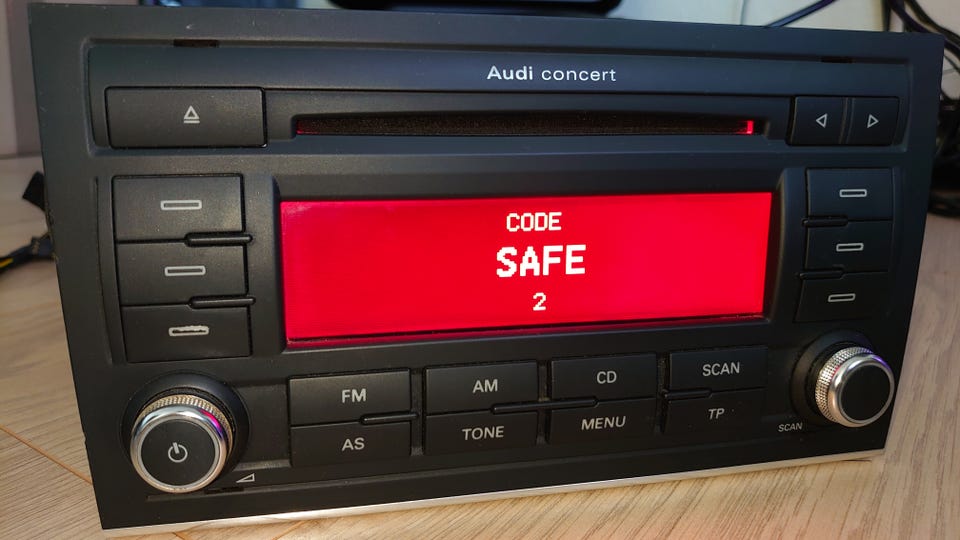 Audi concert
CODE
SAFE
2
FM
AM
CD
SCAN
AS
TONE
MENU
TP
SCAN